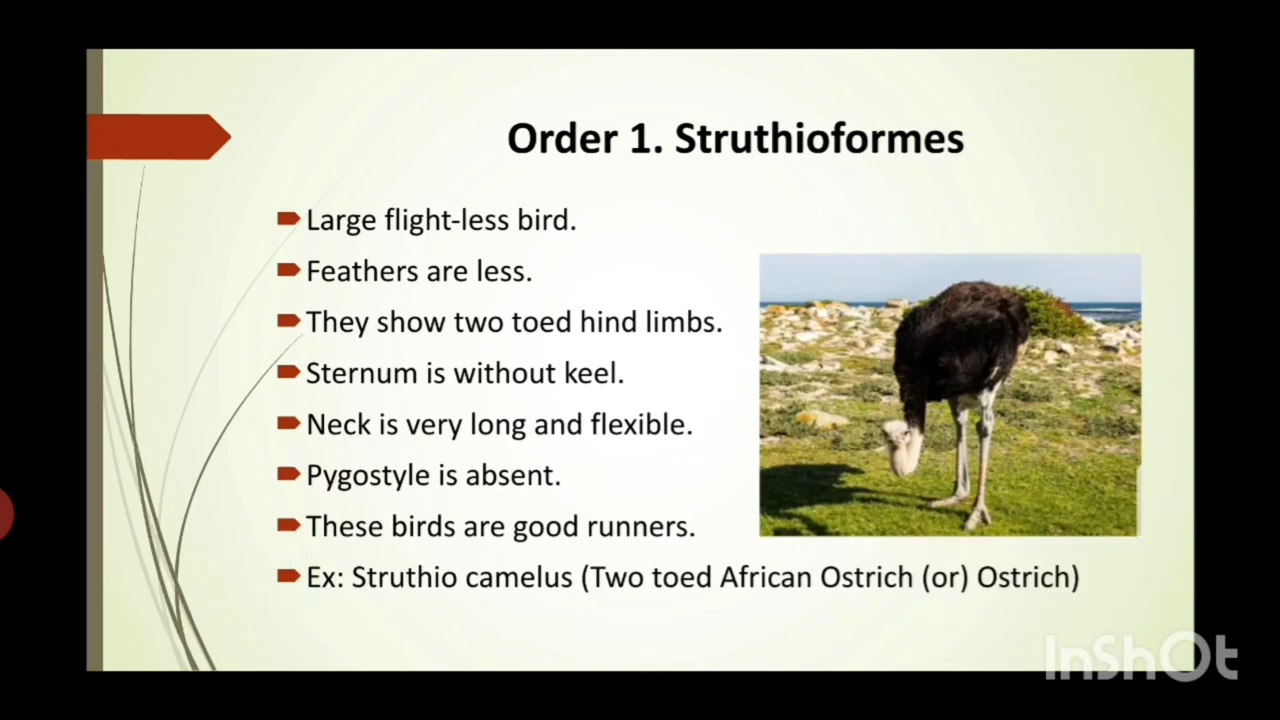 Order 1. Struthioformes
Large flight-less bird.
Feathers are less.
They show two toed hind limbs.
Sternum is without keel.
Neck is very long and flexible.
Pygostyle is absent.
These birds are good runners.
Ex: Struthio camelus (Two toed African Ostrich (or) Ostrich)
InShOt